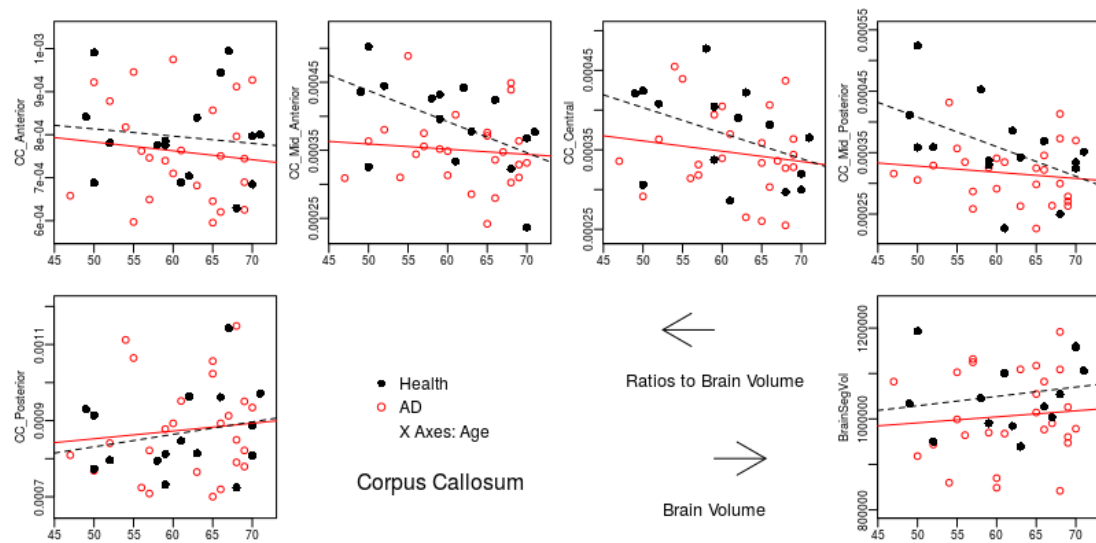 CC_Anterior
1e-03
9e-04
8e-04
7e-04
6e-04
45 50 55 60 65 70
CC_Mid_Anterior
0.00045
0.00035
0.00025
45 50 55 60 65 70
CC_Central
0.00045
0.00035
0.00025
45 50 55 60 65 70
CC_Mid_Posterior
0.00055
0.00045
0.00035
0.00025
45 50 55 60 65 70
CC_Posterior
0.0011
0.0009
0.0007
45 50 55 60 65 70
Health
AD
X Axes: Age
Corpus Callosum
Ratios to Brain Volume
Brain Volume
BrainSegVol
1200000
1000000
800000
45 50 55 60 65 70